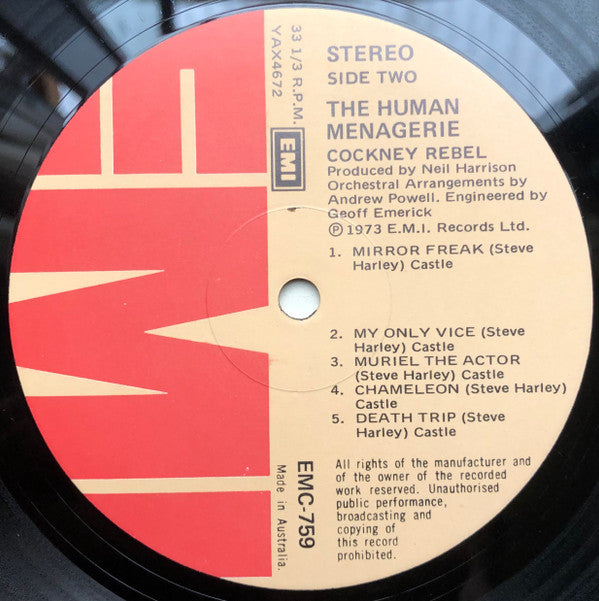 STEREO
SIDE TWO
THE HUMAN
MENAGERIE
COCKNEY REBEL
Produced by Neil Harrison
Orchestral Arrangements by
Andrew Powell. Engineered by
Geoff Emerick
Ⓟ 1973 E.M.I. Records Ltd.
1. MIRROR FREAK (Steve
Harley) Castle
2. MY ONLY VICE (Steve
Harley) Castle
3. MURIEL THE ACTOR
(Steve Harley) Castle
4. CHAMELEON (Steve Harley)
Castle
5. DEATH TRIP (Steve
Harley) Castle
All rights of the manufacturer and
of the owner of the recorded
work reserved. Unauthorised
public performance,
broadcasting and
copying of
this record
prohibited.
33 1/3 R.P.M.
YAX4672
EMI
EMC-759
Made in Australia.
EMI